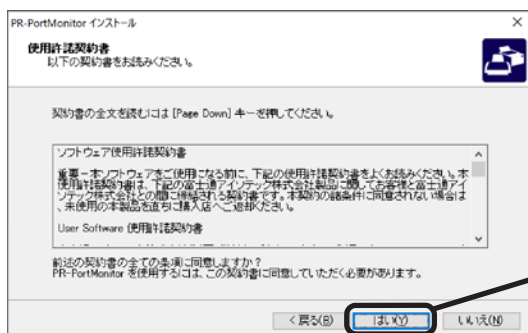 PR-PortMonitor インストール
使用許諾契約書
以下の契約書をお読みください。
契約書の全文を読むには [Page Down] キーを押してください。
ソフトウェア使用許諾契約書
重要－本ソフトウェアをご使用になる前に、下記の使用許諾契約書をよくお読みください。本
使用許諾契約書は、下記の富士通アイソテック株式会社製品に関してお客様と富士通アイ
ソテック株式会社との間に締結される契約書です。本契約の諸条件に同意されない場合は
、未使用の本製品を直ちに購入店へご返却ください。
User Software 使用許諾契約書
前述の契約書の全ての条項に同意しますか?
PR-PortMonitor を使用するには、この契約書に同意していただく必要があります。
< 戻る(B)
はい(Y)
いいえ(N)